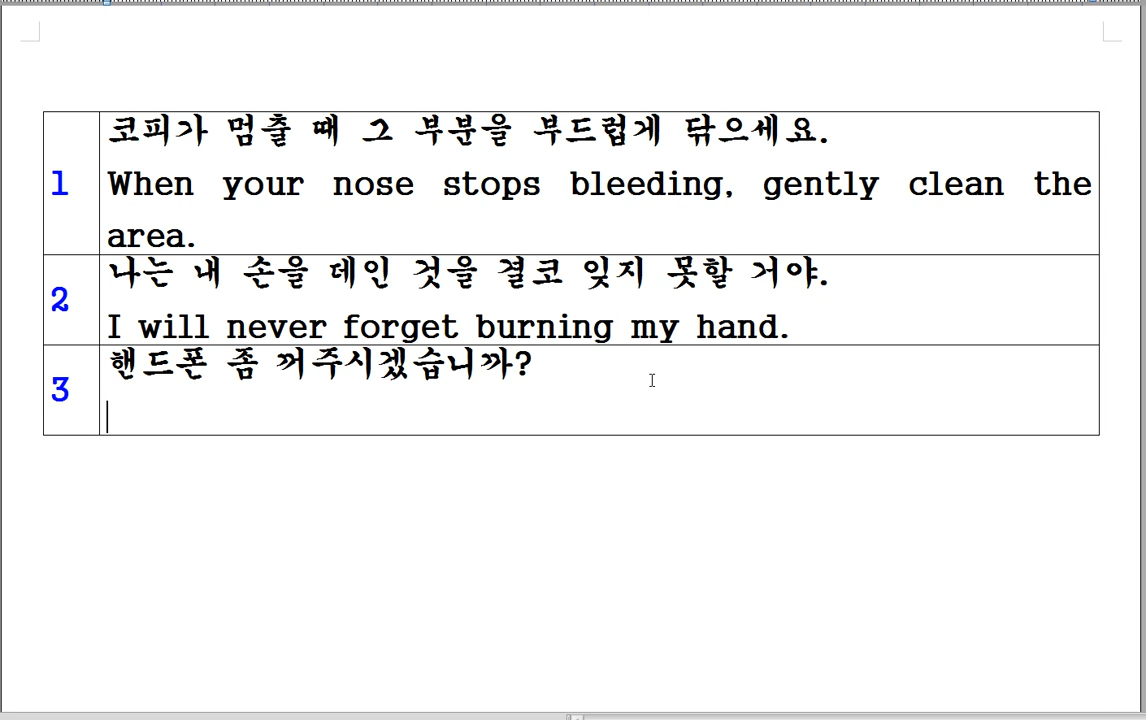 1
코피가 멈출 때 그 부분을 부드럽게 닦으세요.
When your nose stops bleeding, gently clean the
area.
2
나는 내 손을 데인 것을 결코 잊지 못할 거야.
I will never forget burning my hand.
3
핸드폰 좀 꺼주시겠습니까?